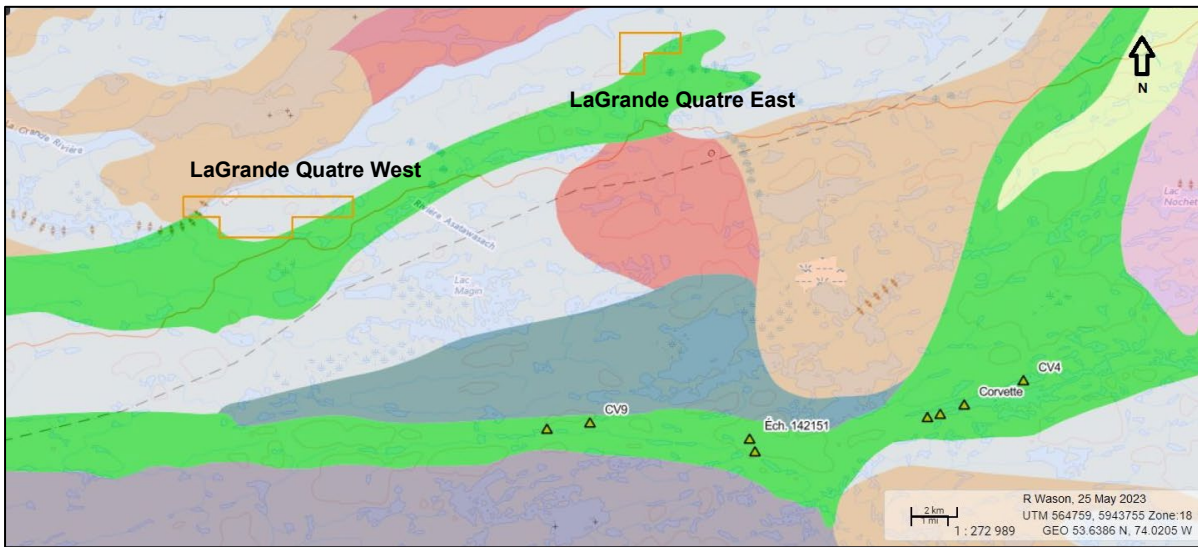 N
LaGrande Quatre East
La Grande Rivière
LaGrande Quatre West
Lac
Nochet
Rivière Asatawasach
Lac
Magin
CV4
Corvette
CV9
Éch. 142151
R Wason, 25 May 2023
2 km
1 mi
UTM 564759, 5943755 Zone:18
1 : 272 989
GEO 53.6386 N, 74.0205 W